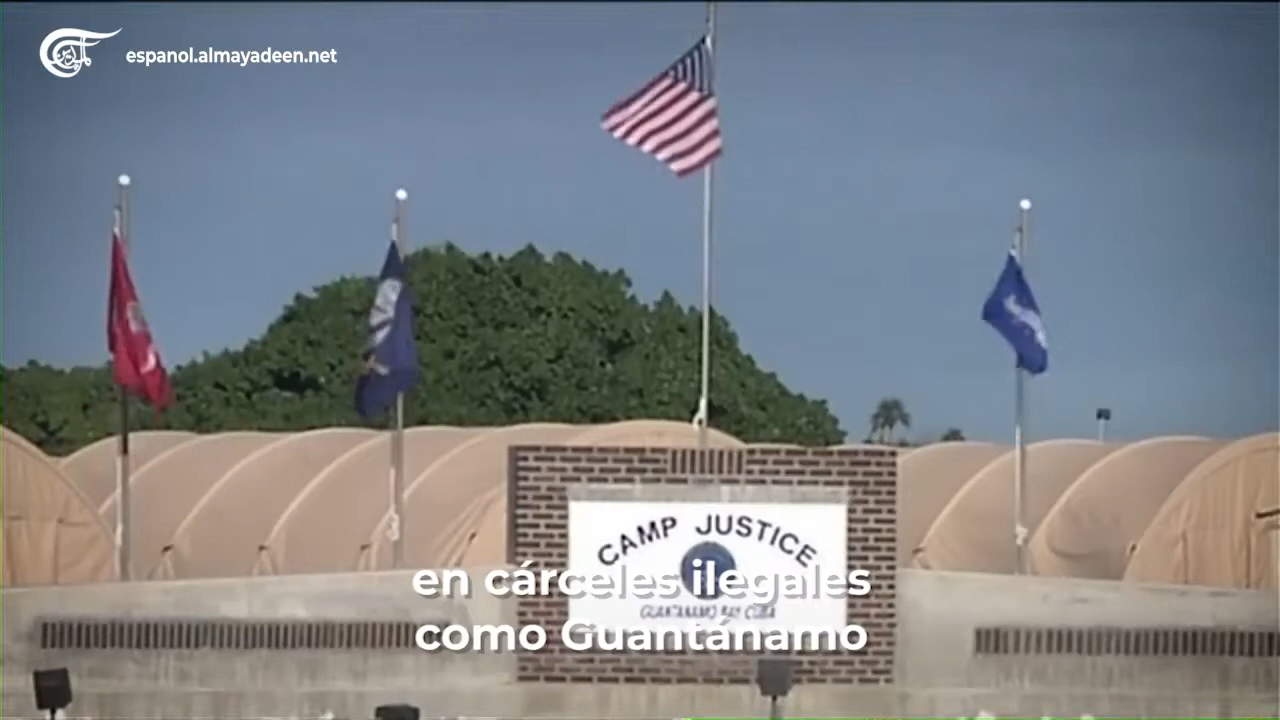 espanol.almayadeen.net
CAMP JUSTICE
en cárceles ilegales
GUANTANAMO BAY CUBA
como Guantánamo